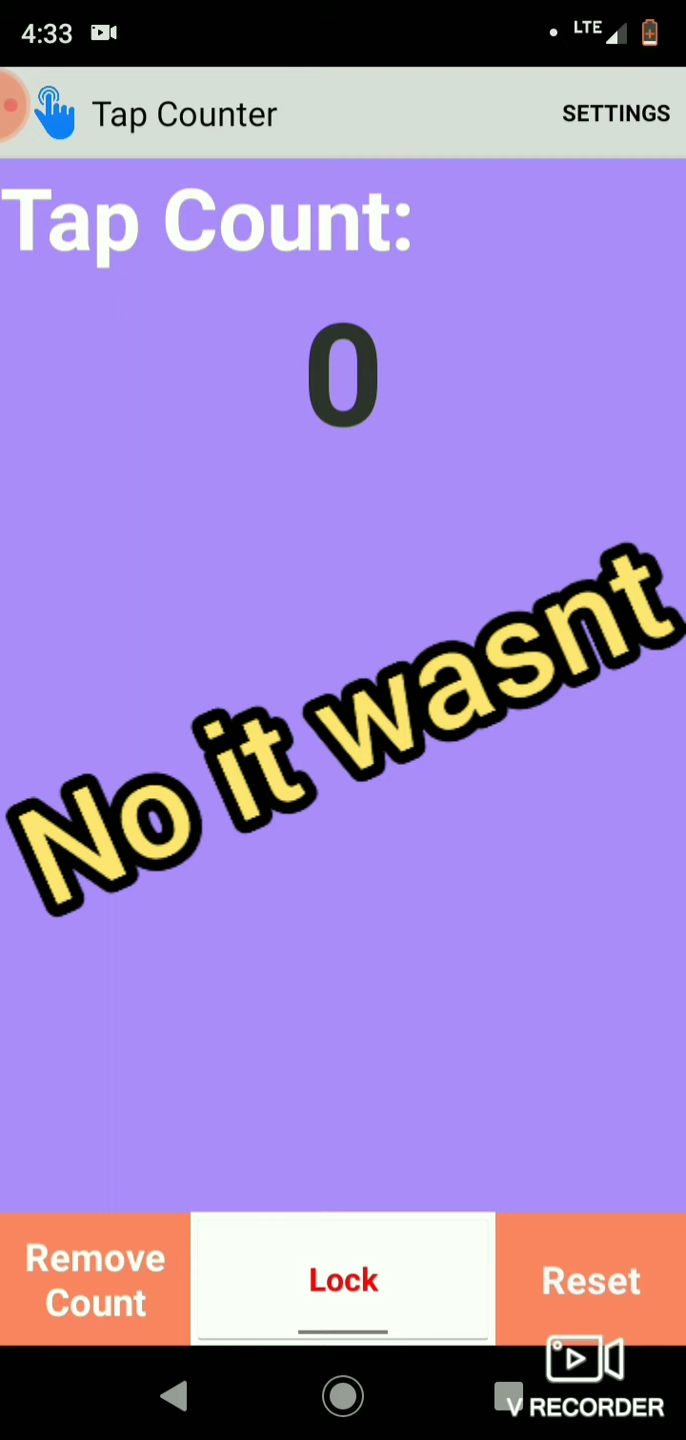 4:33
LTE
Tap Counter
SETTINGS
Tap Count:
0
No it wasnt
Remove
Count
Lock
Reset
V RECORDER